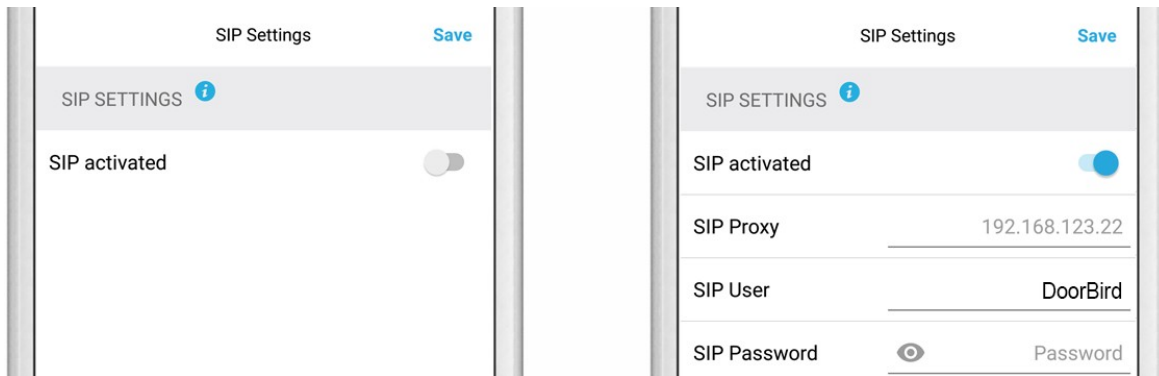 SIP Settings Save
SIP SETTINGS i
SIP activated
SIP Settings Save
SIP SETTINGS i
SIP activated
SIP Proxy 192.168.123.22
SIP User DoorBird
SIP Password Password